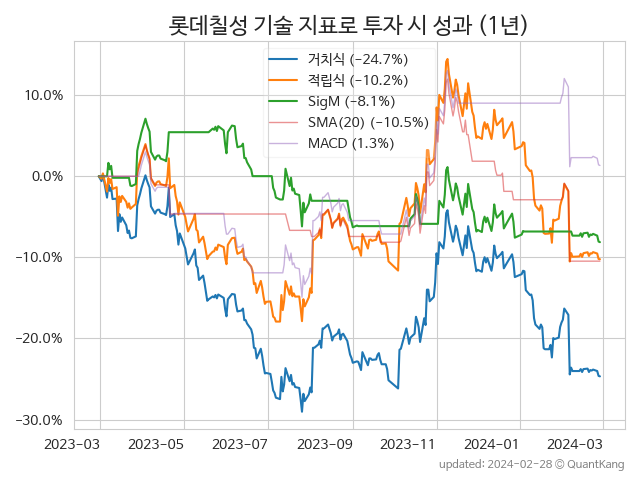 롯데칠성 기술 지표로 투자 시 성과 (1년)
거치식 (−24.7%)
적립식 (−10.2%)
SigM (−8.1%)
SMA(20) (−10.5%)
MACD (1.3%)
10.0%
0.0%
−10.0%
−20.0%
−30.0%
2023-03 2023-05 2023-07 2023-09 2023-11 2024-01 2024-03
updated: 2024-02-28 © QuantKang